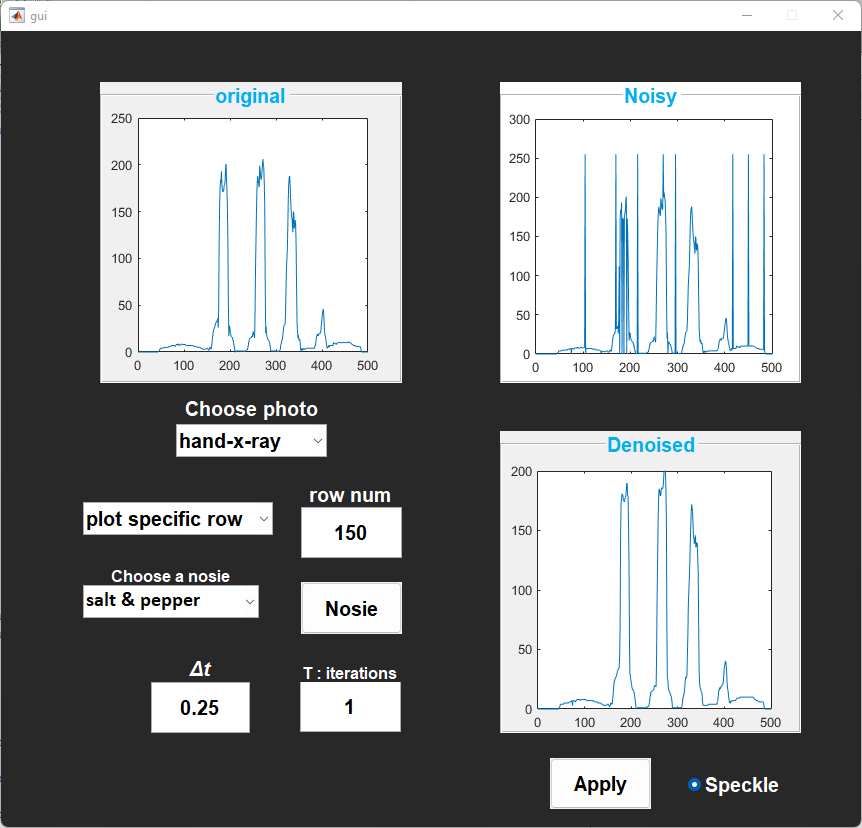 gui
original
250
200
150
100
50
0
0 100 200 300 400 500
Noisy
300
250
200
150
100
50
0
0 100 200 300 400 500
Choose photo
hand-x-ray
plot specific row
row num
150
Choose a nosie
salt & pepper
Nosie
Δt
0.25
T : iterations
1
Denoised
200
150
100
50
0
0 100 200 300 400 500
Apply
Speckle